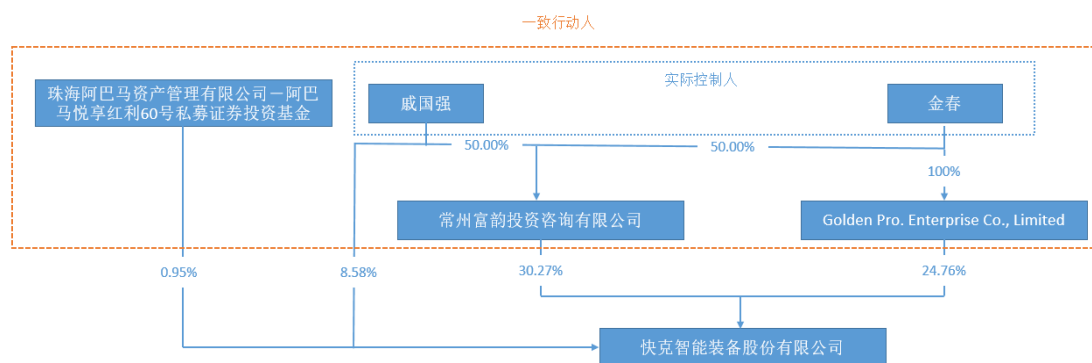 一致行动人
实际控制人
珠海阿巴马资产管理有限公司－阿巴
马悦享红利60号私募证券投资基金
戚国强
金春
50.00%
50.00%
100%
常州富韵投资咨询有限公司
Golden Pro. Enterprise Co., Limited
0.95%
8.58%
30.27%
24.76%
快克智能装备股份有限公司